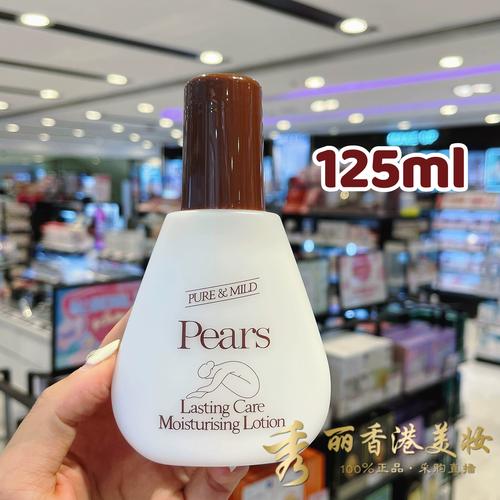 125ml
PURE & MILD
Pears
Lasting Care
Moisturising Lotion
秀丽香港美妆
100%正品·采购直播